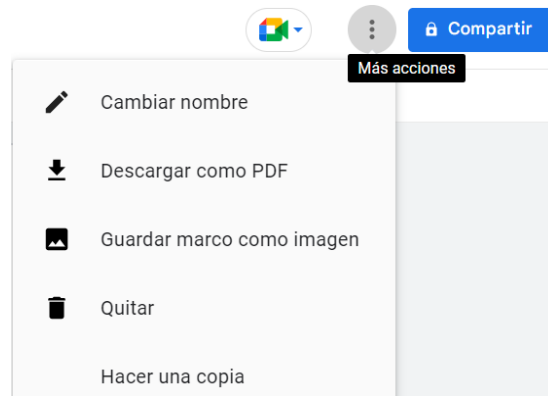 Compartir
Más acciones
Cambiar nombre
Descargar como PDF
Guardar marco como imagen
Quitar
Hacer una copia